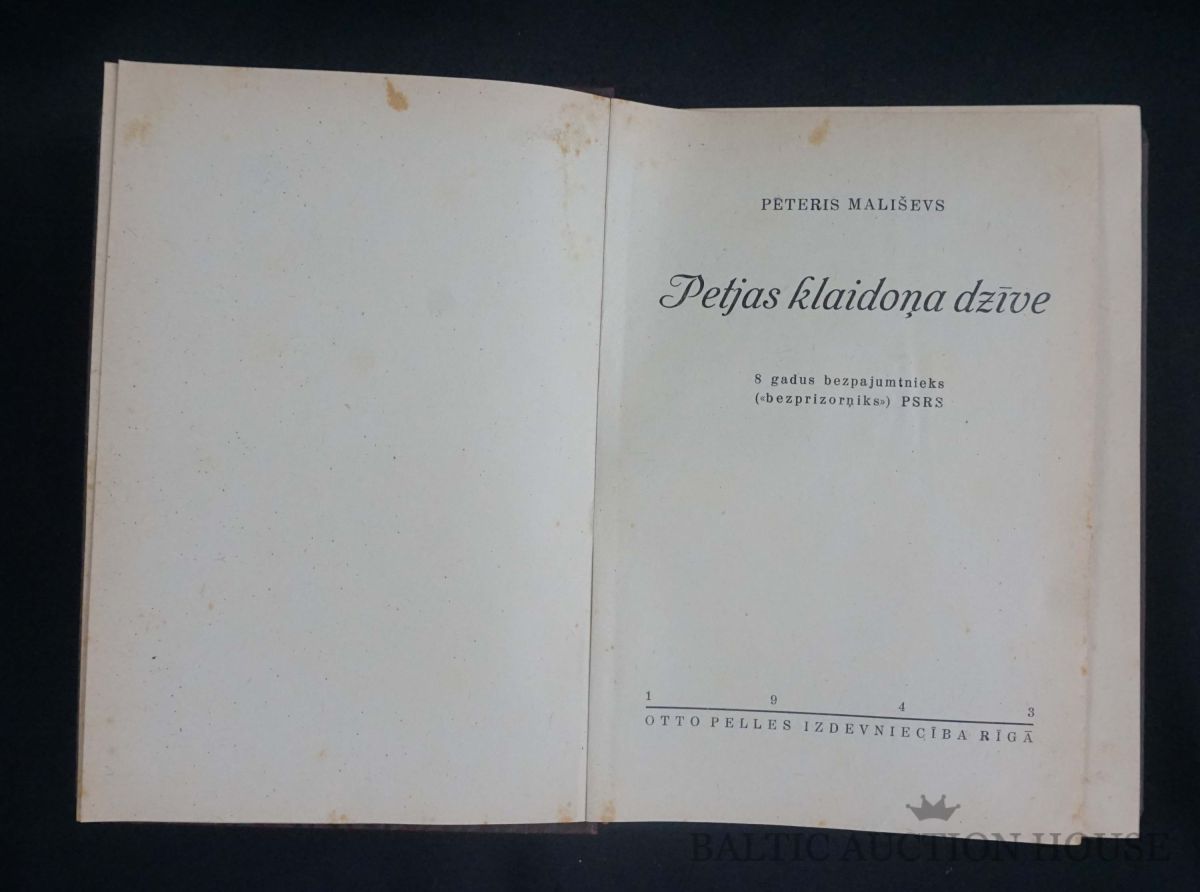 PĒTERIS MALIŠEVS
Petjas klaidoņa dzīve
8 gadus bezpajumtnieks
(«bezprizorņiks») PSRS
1 9 4 3
OTTO PELLES IZDEVNIECĪBA RĪGĀ
BALTIC AUCTION HOUSE